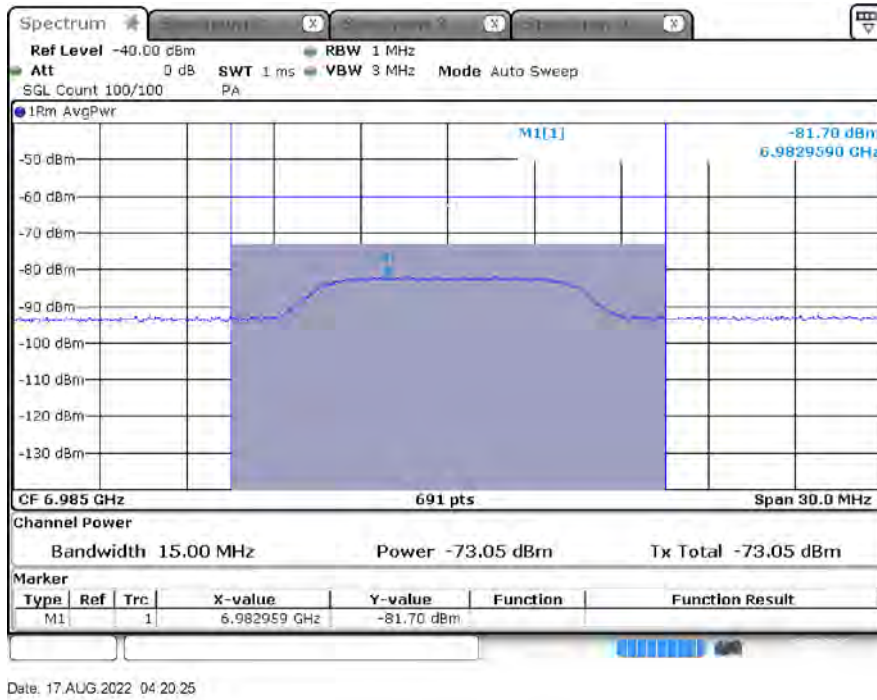 Spectrum X X X
Ref Level -40.00 dBm RBW 1 MHz
Att 0 dB SWT 1 ms VBW 3 MHz Mode Auto Sweep
SGL Count 100/100 PA
1Rm AvgPwr
M1[1] -81.70 dBm
6.9829590 GHz
-50 dBm
-60 dBm
-70 dBm
-80 dBm
-90 dBm
-100 dBm
-110 dBm
-120 dBm
-130 dBm
CF 6.985 GHz 691 pts Span 30.0 MHz
Channel Power
Bandwidth 15.00 MHz Power -73.05 dBm Tx Total -73.05 dBm
Marker
Type Ref Trc X-value Y-value Function Function Result
M1 1 6.982959 GHz -81.70 dBm
Date: 17.AUG.2022 04:20:25